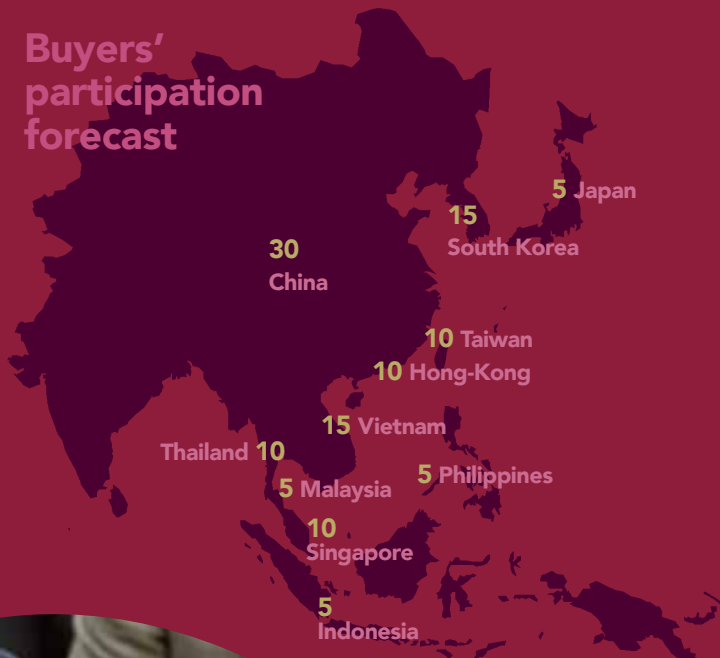 Buyers’
participation
forecast
5 Japan
15
South Korea
30
China
10 Taiwan
10 Hong-Kong
15 Vietnam
Thailand 10
5 Philippines
5 Malaysia
10
Singapore
5
Indonesia